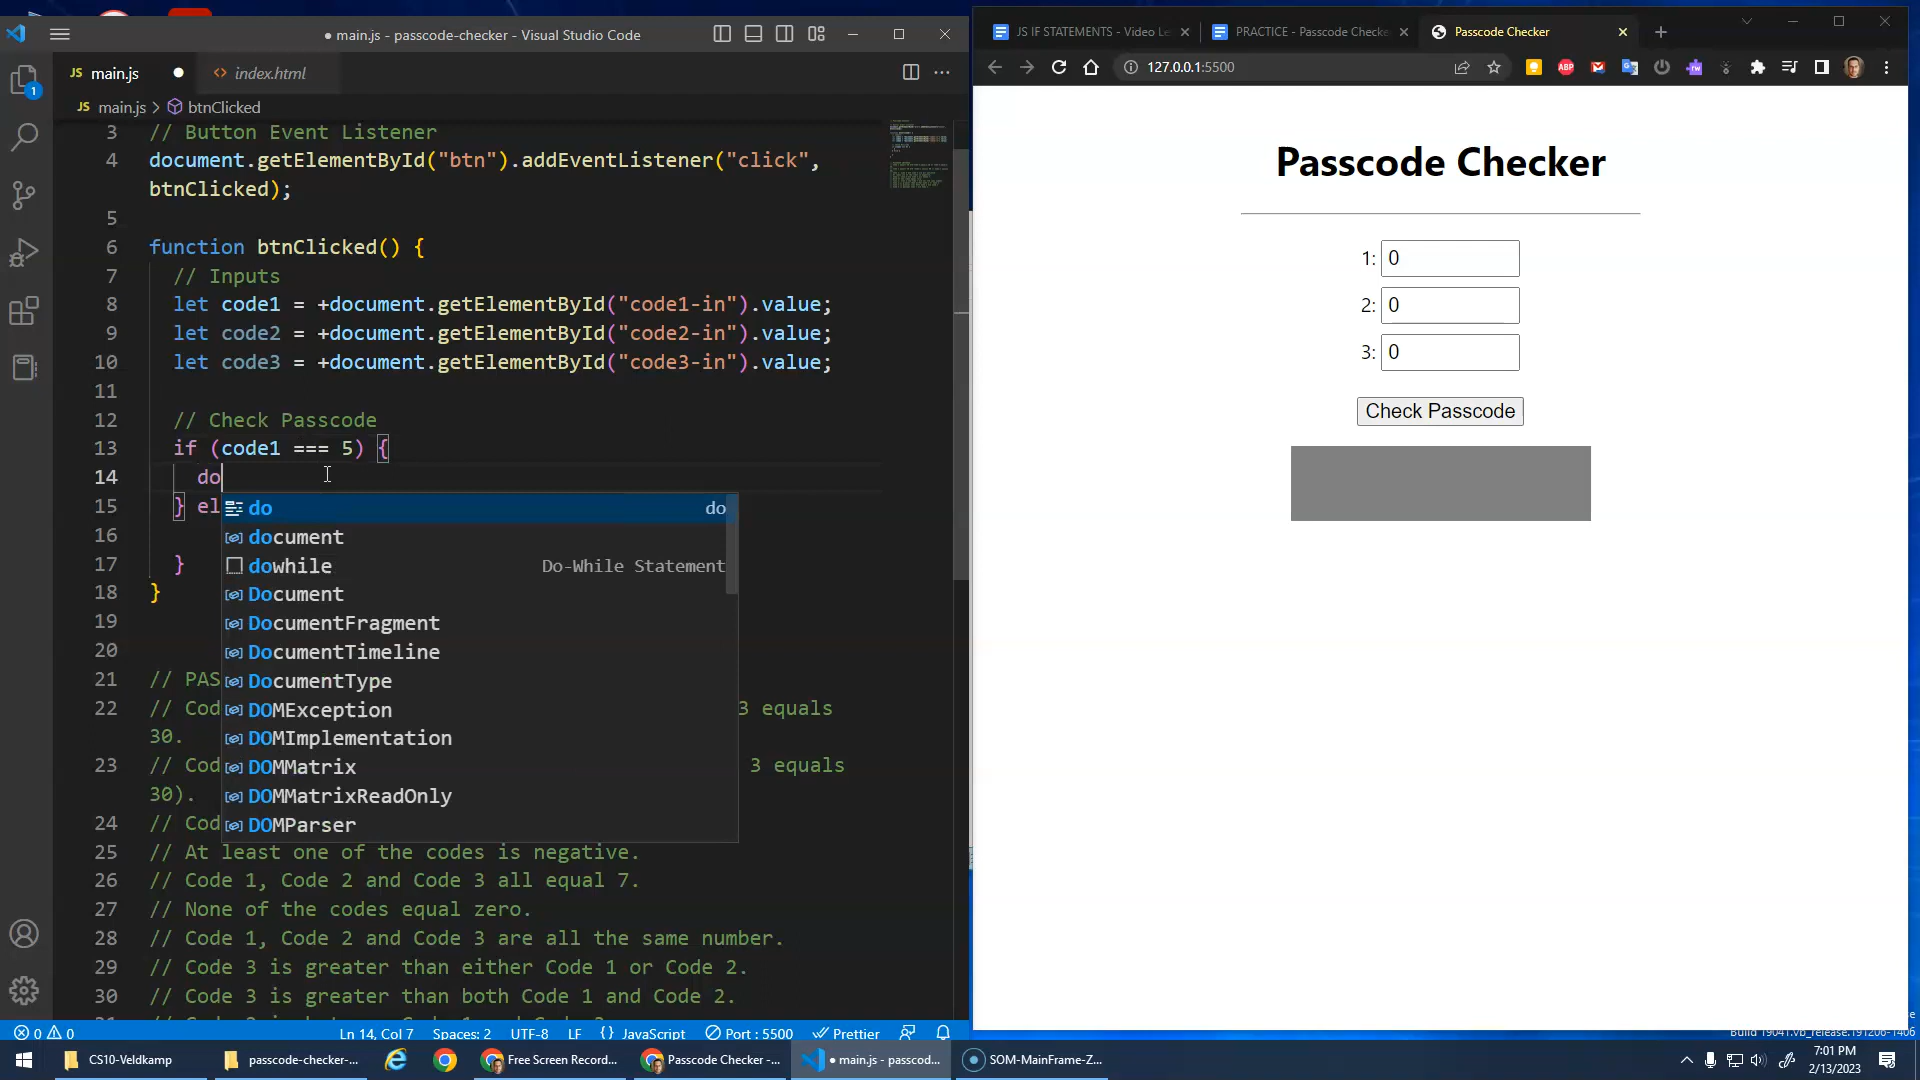 main.js - passcode-checker - Visual Studio Code
JS main.js
<> index.html
JS main.js > btnClicked
3 // Button Event Listener
4 document.getElementById("btn").addEventListener("click",
btnClicked);
5
6 function btnClicked() {
7 // Inputs
8 let code1 = +document.getElementById("code1-in").value;
9 let code2 = +document.getElementById("code2-in").value;
10 let code3 = +document.getElementById("code3-in").value;
11
12 // Check Passcode
13 if (code1 === 5) {
14 do
15 } el
do do
16
document
17 }
dowhile Do-While Statement
18 }
Document
19
DocumentFragment
20
DocumentTimeline
21 // PAS
DocumentType
22 // Cod 3 equals
DOMException
30.
DOMImplementation
23 // Cod 3 equals
DOMMatrix
30).
DOMMatrixReadOnly
24 // Cod
DOMParser
25 // At least one of the codes is negative.
26 // Code 1, Code 2 and Code 3 all equal 7.
27 // None of the codes equal zero.
28 // Code 1, Code 2 and Code 3 are all the same number.
29 // Code 3 is greater than either Code 1 or Code 2.
30 // Code 3 is greater than both Code 1 and Code 2.
1
0 0 Ln 14, Col 7 Spaces: 2 UTF-8 LF {} JavaScript Port : 5500 Prettier
JS IF STATEMENTS - Video Le
PRACTICE - Passcode Checke
Passcode Checker
127.0.0.1:5500
Passcode Checker
1: 0
2: 0
3: 0
Check Passcode
CS10-Veldkamp
passcode-checker-...
Free Screen Record...
Passcode Checker -...
main.js - passcod...
SOM-MainFrame-Z...
7:01 PM
2/13/2023